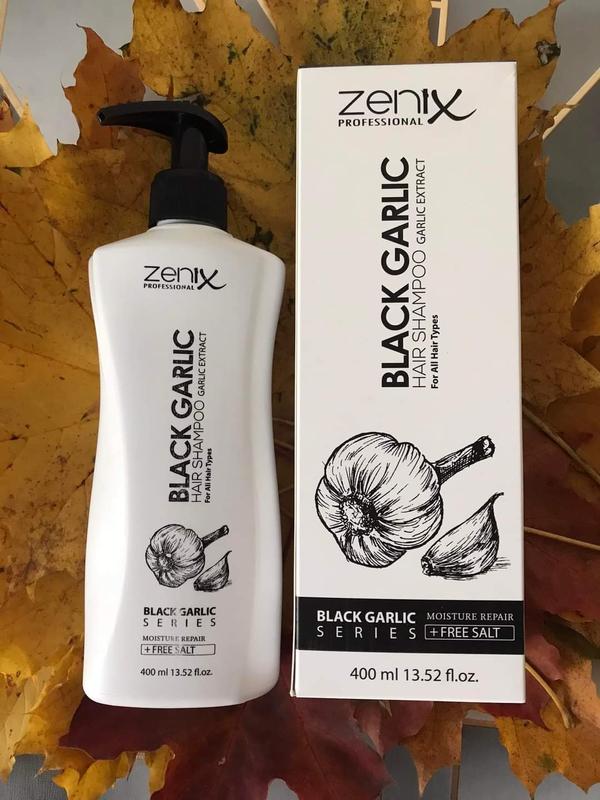 zenix
PROFESSIONAL
BLACK GARLIC
HAIR SHAMPOO GARLIC EXTRACT
For All Hair Types
BLACK GARLIC
SERIES
MOISTURE REPAIR
+FREE SALT
400 ml 13.52 fl.oz.
zenix
PROFESSIONAL
BLACK GARLIC
HAIR SHAMPOO GARLIC EXTRACT
For All Hair Types
BLACK GARLIC
SERIES
MOISTURE REPAIR
+FREE SALT
400 ml 13.52 fl.oz.